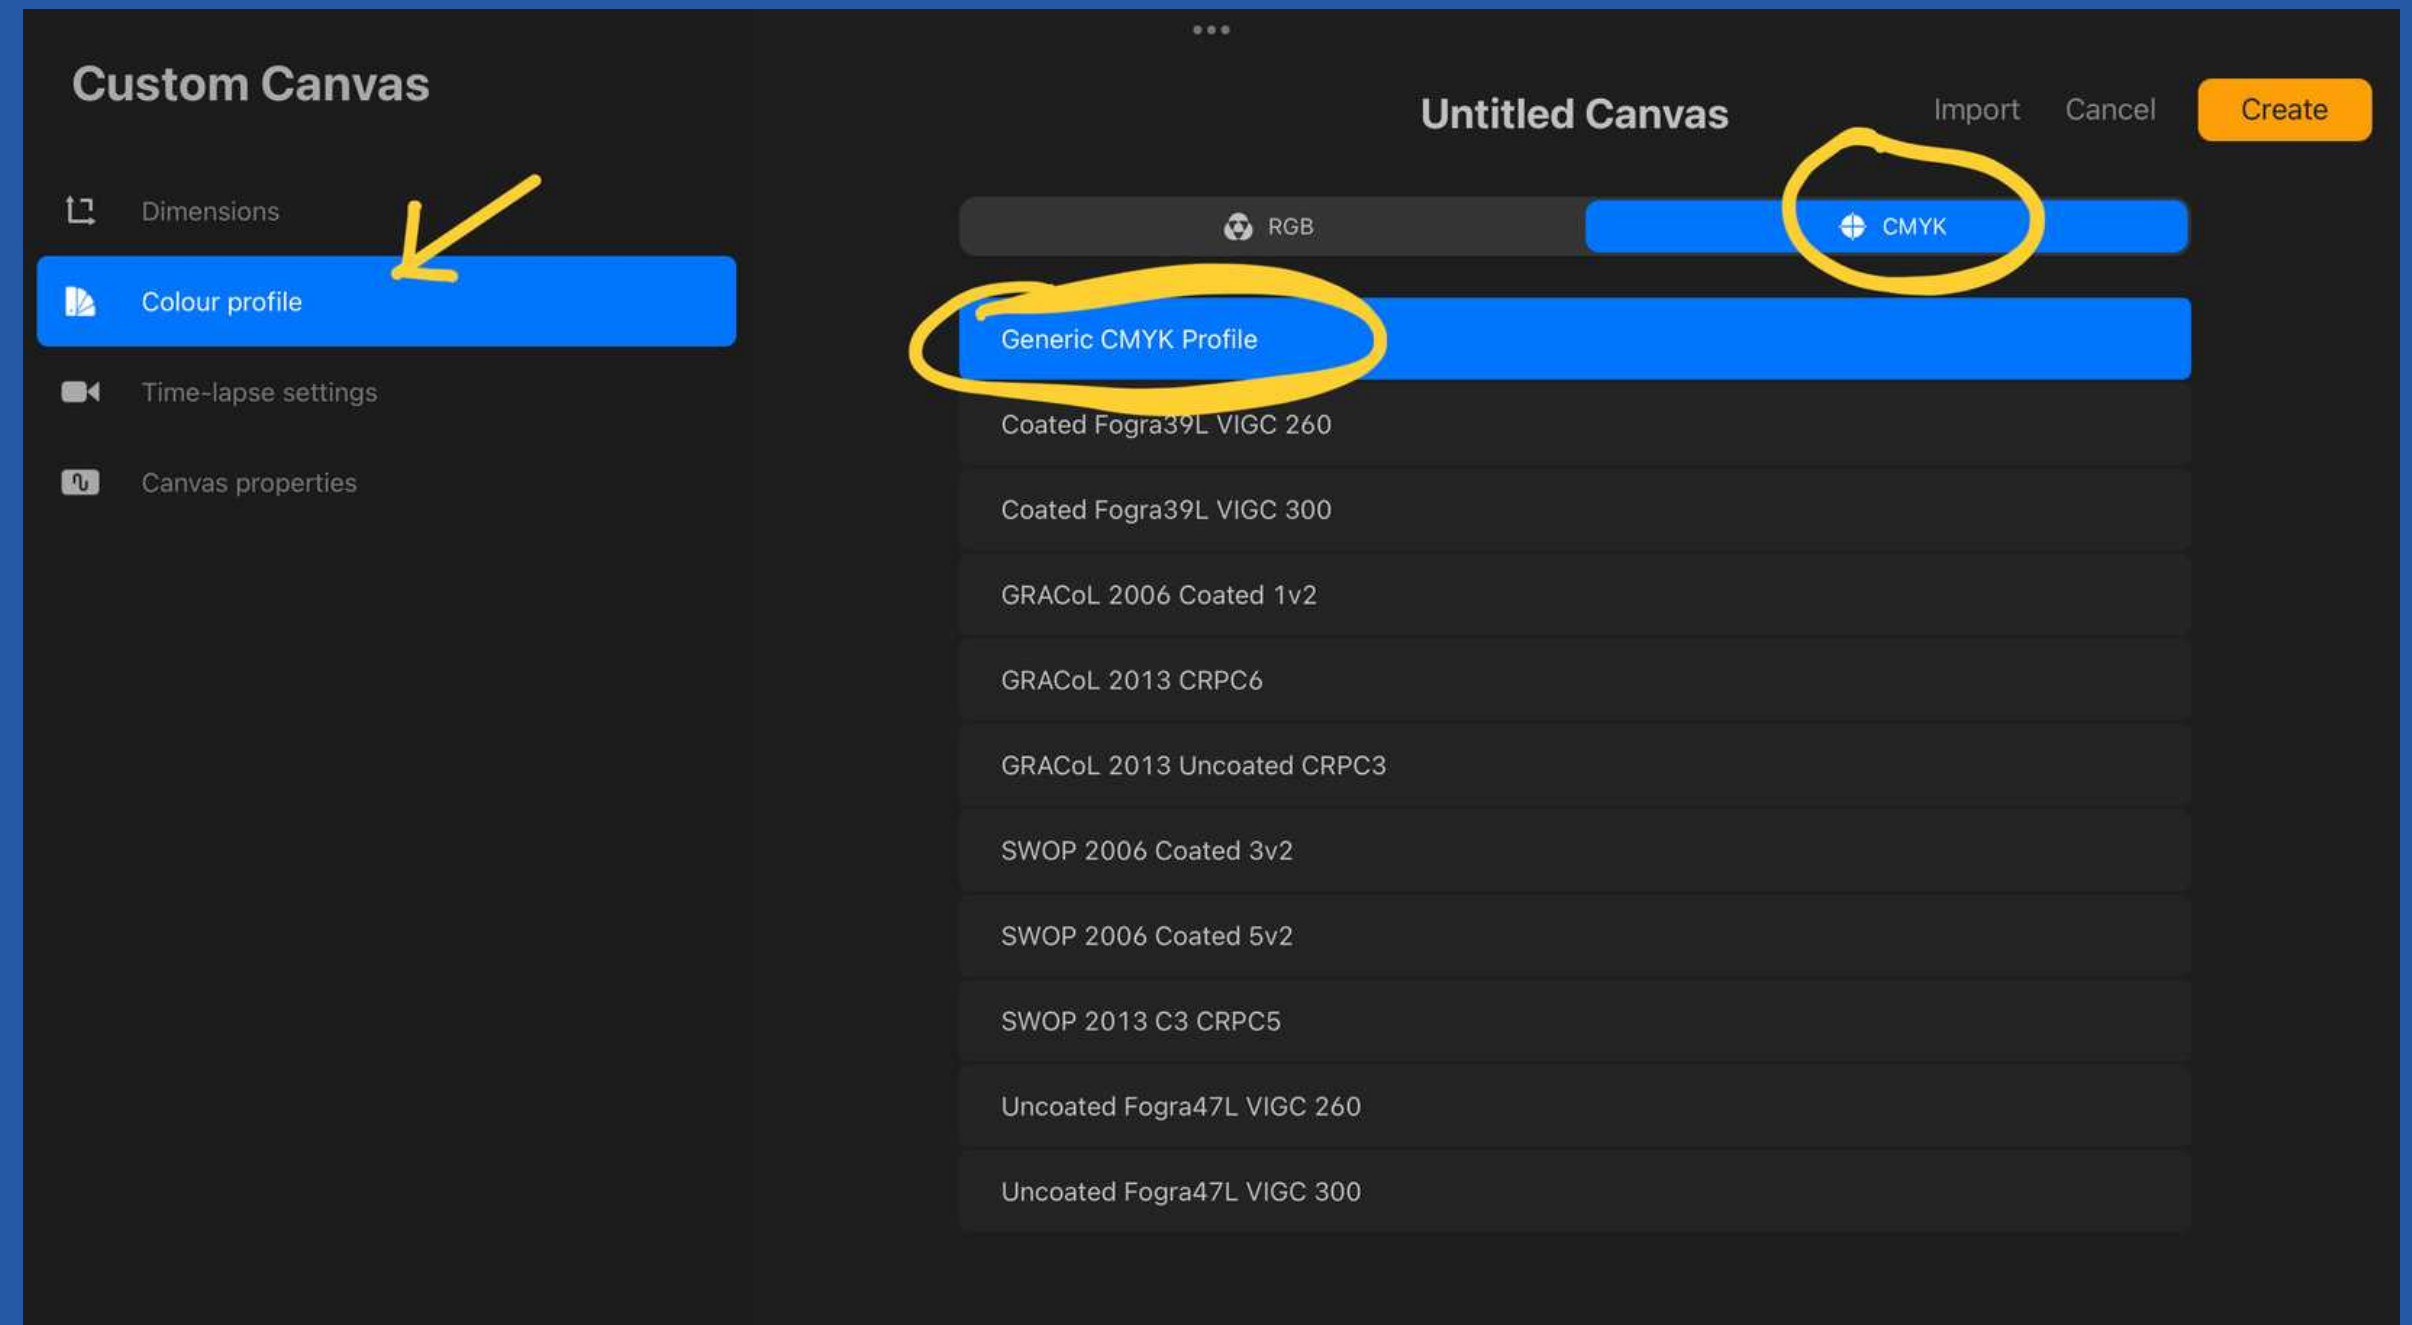 Custom Canvas
Dimensions
Colour profile
Time-lapse settings
Canvas properties
Untitled Canvas
Import
Cancel
Create
RGB
CMYK
Generic CMYK Profile
Coated Fogra39L VIGC 260
Coated Fogra39L VIGC 300
GRACoL 2006 Coated 1v2
GRACoL 2013 CRPC6
GRACoL 2013 Uncoated CRPC3
SWOP 2006 Coated 3v2
SWOP 2006 Coated 5v2
SWOP 2013 C3 CRPC5
Uncoated Fogra47L VIGC 260
Uncoated Fogra47L VIGC 300